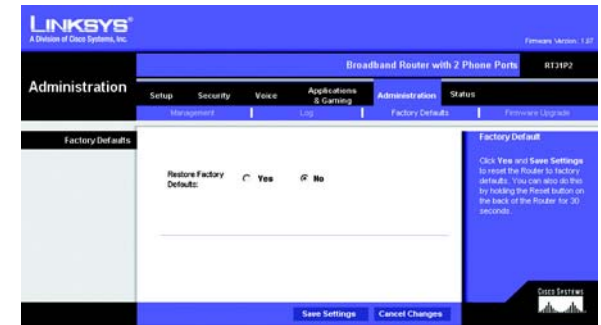 LINKSYS®
A Division of Cisco Systems, Inc.
Firmware Version: 1.07
Broadband Router with 2 Phone Ports
RT31P2
Administration
Setup
Security
Voice
Applications & Gaming
Administration
Status
Management
Log
Factory Defaults
Firmware Upgrade
Factory Defaults
Restore Factory Defaults:
Yes
No
Factory Default
Click Yes and Save Settings
to reset the Router to factory
defaults. You can also do this
by holding the Reset button on
the back of the Router for 30
seconds.
Save Settings
Cancel Changes
CISCO SYSTEMS